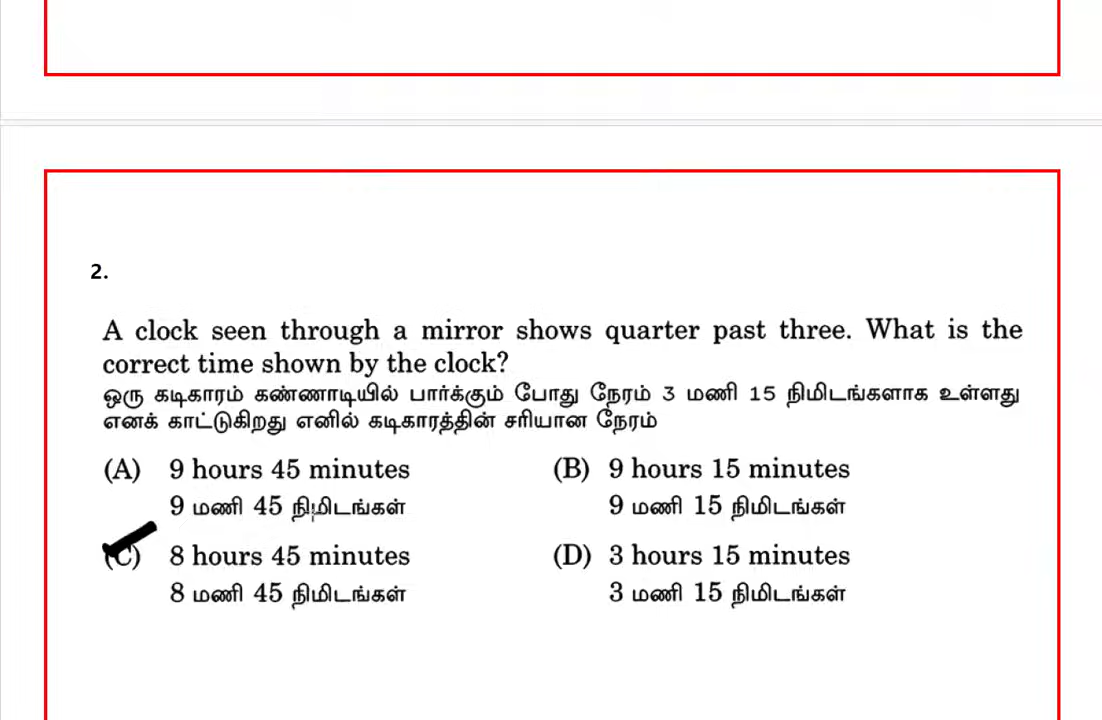 2.
A clock seen through a mirror shows quarter past three. What is the
correct time shown by the clock?
ஒரு கடிகாரம் கண்ணாடியில் பார்க்கும் போது நேரம் 3 மணி 15 நிமிடங்களாக உள்ளது
எனக் காட்டுகிறது எனில் கடிகாரத்தின் சரியான நேரம்
(A) 9 hours 45 minutes
9 மணி 45 நிமிடங்கள்
(B) 9 hours 15 minutes
9 மணி 15 நிமிடங்கள்
(C) 8 hours 45 minutes
8 மணி 45 நிமிடங்கள்
(D) 3 hours 15 minutes
3 மணி 15 நிமிடங்கள்